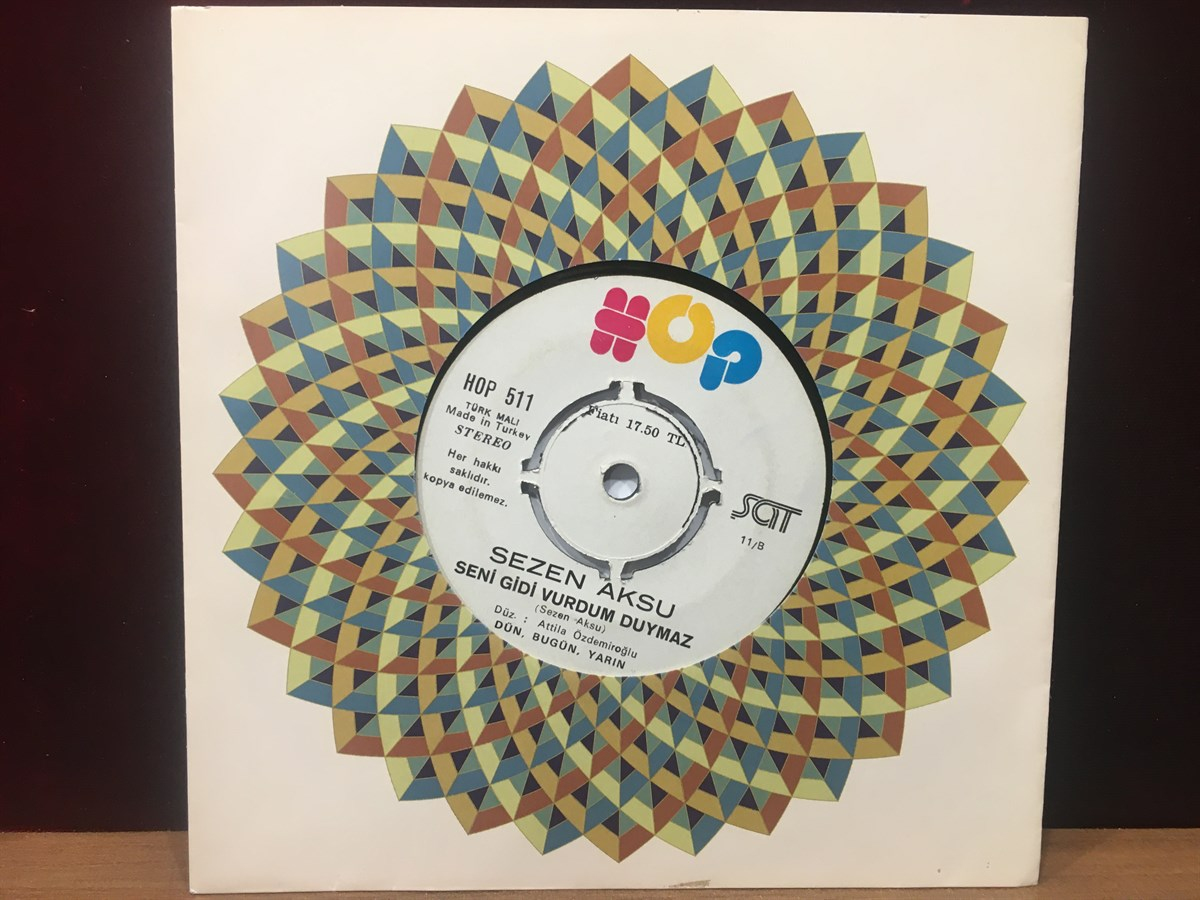 HOP
HOP 511
TÜRK MALI
Made in Turkey
STEREO
Her hakkı
saklıdır.
kopya edilemez.
Fiatı 17.50 TL
SAT
11/B
SEZEN AKSU
SENİ GİDİ VURDUM DUYMAZ
(Sezen Aksu)
Düz. : Attila Özdemiroğlu
DÜN, BUGÜN, YARIN